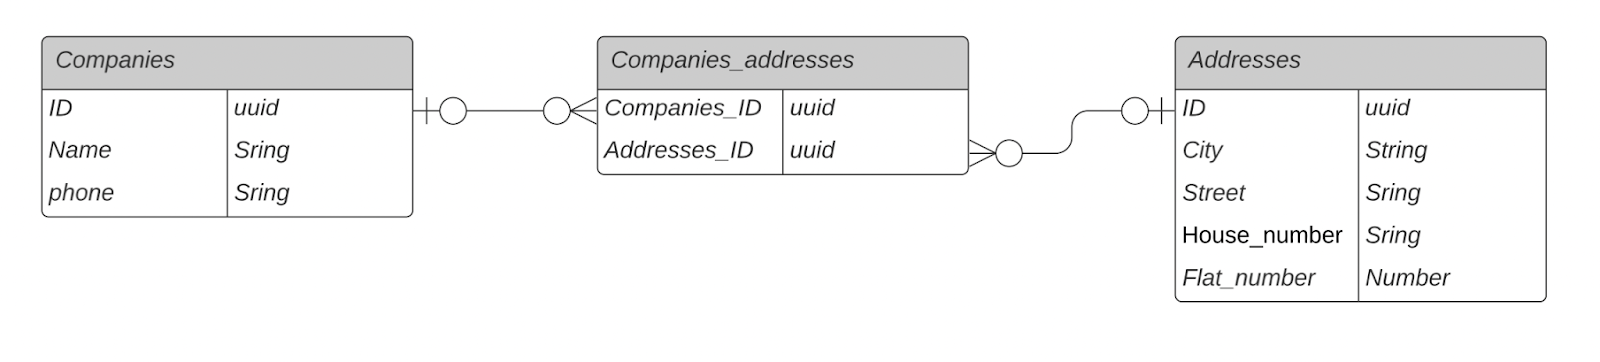 Companies
ID uuid
Name Sring
phone Sring
Companies_addresses
Companies_ID uuid
Addresses_ID uuid
Addresses
ID uuid
City String
Street Sring
House_number Sring
Flat_number Number